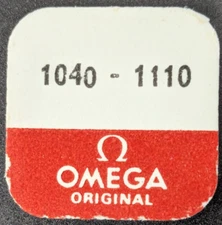 1040 - 1110
Ω
OMEGA
ORIGINAL